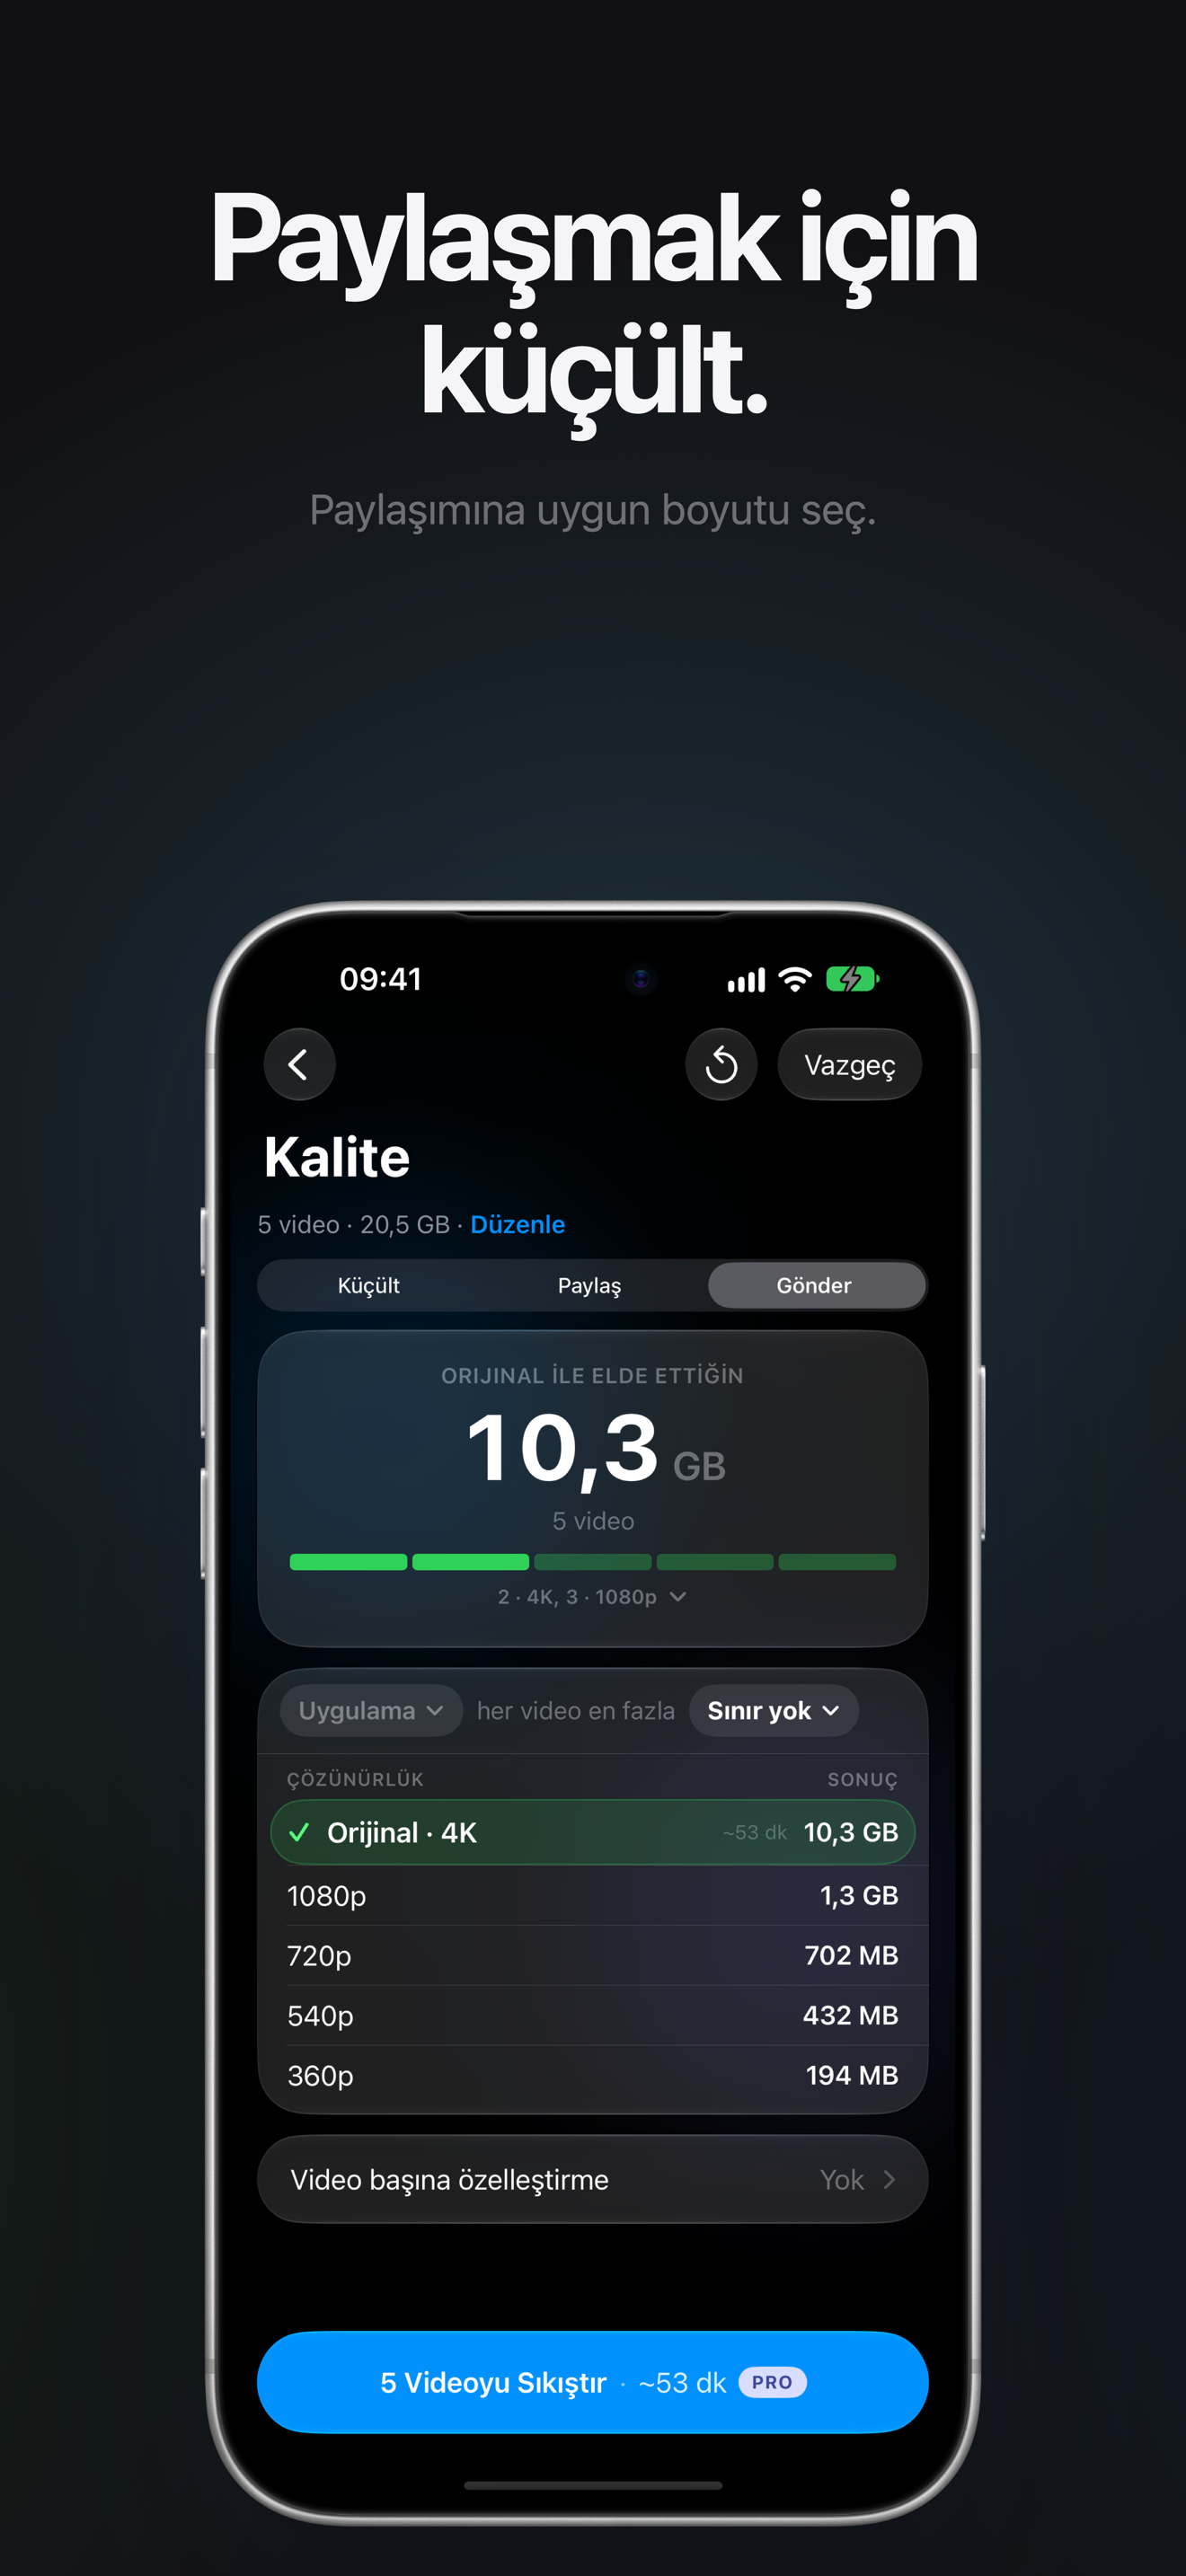 Paylaşmak için
küçült.
Paylaşımına uygun boyutu seç.
09:41
Vazgeç
Kalite
5 video · 20,5 GB · Düzenle
Küçült Paylaş Gönder
ORIJINAL İLE ELDE ETTİĞİN
10,3 GB
5 video
2 · 4K, 3 · 1080p
Uygulama her video en fazla Sınır yok
ÇÖZÜNÜRLÜK SONUÇ
Orijinal · 4K ~53 dk 10,3 GB
1080p 1,3 GB
720p 702 MB
540p 432 MB
360p 194 MB
Video başına özelleştirme Yok
5 Videoyu Sıkıştır · ~53 dk PRO